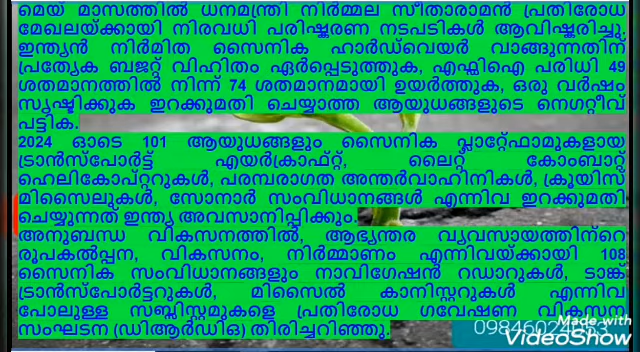 മെയ് മാസത്തിൽ ധനമന്ത്രി നിർമ്മല സീതാരാമൻ പ്രതിരോധ
മേഖലയ്ക്കായി നിരവധി പരിഷ്കരണ നടപടികൾ ആവിഷ്കരിച്ചു.
ഇന്ത്യൻ നിർമിത സൈനിക ഹാർഡ്‌വെയർ വാങ്ങുന്നതിന്
പ്രത്യേക ബജറ്റ് വിഹിതം ഏർപ്പെടുത്തുക, എഫ്ഡിഐ പരിധി 49
ശതമാനത്തിൽ നിന്ന് 74 ശതമാനമായി ഉയർത്തുക, ഒരു വർഷം
സൃഷ്ടിക്കുക ഇറക്കുമതി ചെയ്യാത്ത ആയുധങ്ങളുടെ നെഗറ്റീവ്
പട്ടിക.
2024 ഓടെ 101 ആയുധങ്ങളും സൈനിക പ്ലാറ്റ്ഫോമുകളായ
ട്രാൻസ്പോർട്ട് എയർക്രാഫ്റ്റ്, ലൈറ്റ് കോംബാറ്റ്
ഹെലികോപ്റ്ററുകൾ, പരമ്പരാഗത അന്തർവാഹിനികൾ, ക്രൂയിസ്
മിസൈലുകൾ, സോനാർ സംവിധാനങ്ങൾ എന്നിവ ഇറക്കുമതി
ചെയ്യുന്നത് ഇന്ത്യ അവസാനിപ്പിക്കും.
അനുബന്ധ വികസനത്തിൽ, ആഭ്യന്തര വ്യവസായത്തിന്റെ
രൂപകൽപ്പന, വികസനം, നിർമ്മാണം എന്നിവയ്ക്കായി 108
സൈനിക സംവിധാനങ്ങളും നാവിഗേഷൻ റഡാറുകൾ, ടാങ്ക്
ട്രാൻസ്പോർട്ടറുകൾ, മിസൈൽ കാനിസ്റ്ററുകൾ എന്നിവ
പോലുള്ള സബ്സിസ്റ്റമുകളെ പ്രതിരോധ ഗവേഷണ വികസന
സംഘടന (ഡിആർഡിഒ) തിരിച്ചറിഞ്ഞു.
Made with
VideoShow